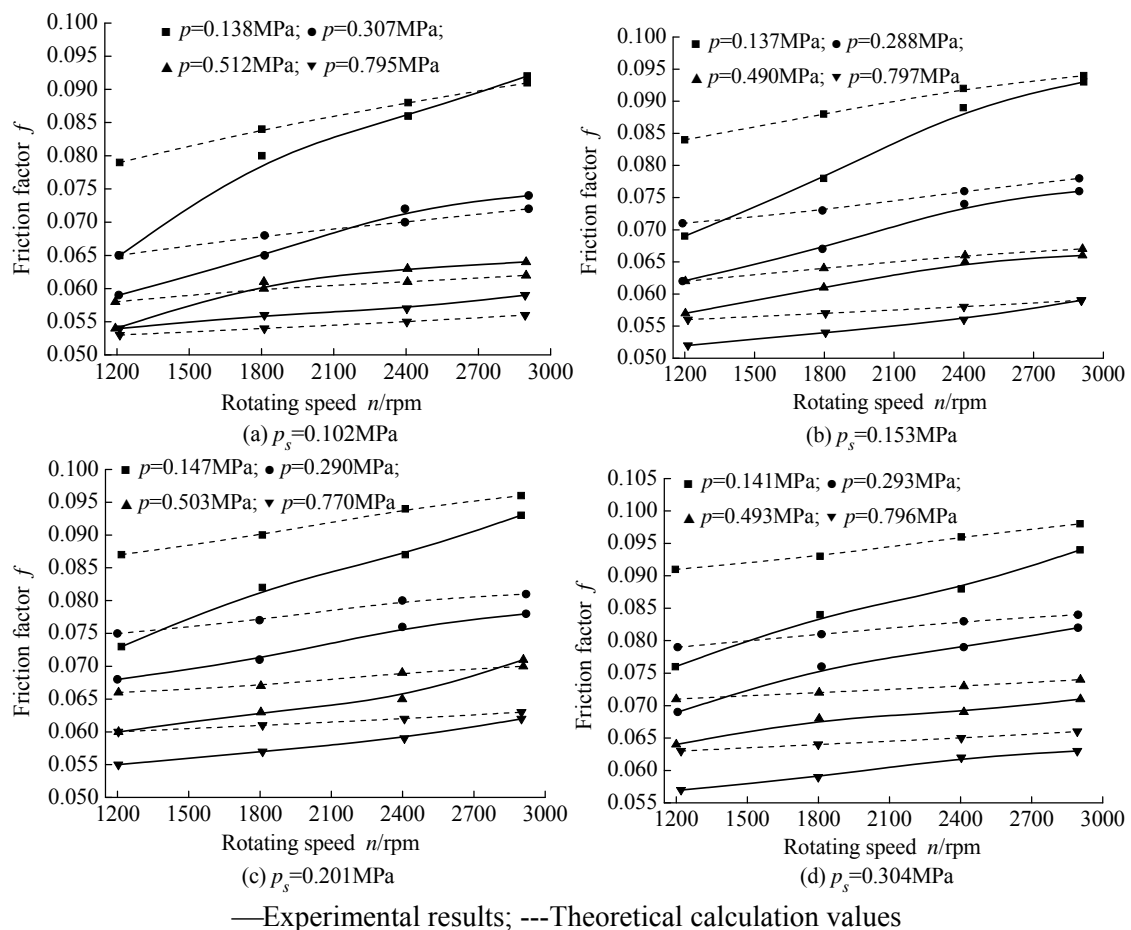 p=0.138MPa; p=0.307MPa;
p=0.512MPa; p=0.795MPa
0.100
0.095
0.090
0.085
0.080
0.075
0.070
0.065
0.060
0.055
0.050
Friction factor f
1200 1500 1800 2100 2400 2700 3000
Rotating speed n/rpm
(a) p_s=0.102MPa
p=0.137MPa; p=0.288MPa;
p=0.490MPa; p=0.797MPa
0.100
0.095
0.090
0.085
0.080
0.075
0.070
0.065
0.060
0.055
0.050
Friction factor f
1200 1500 1800 2100 2400 2700 3000
Rotating speed n/rpm
(b) p_s=0.153MPa
p=0.147MPa; p=0.290MPa;
p=0.503MPa; p=0.770MPa
0.100
0.095
0.090
0.085
0.080
0.075
0.070
0.065
0.060
0.055
0.050
Friction factor f
1200 1500 1800 2100 2400 2700 3000
Rotating speed n/rpm
(c) p_s=0.201MPa
p=0.141MPa; p=0.293MPa;
p=0.493MPa; p=0.796MPa
0.105
0.100
0.095
0.090
0.085
0.080
0.075
0.070
0.065
0.060
0.055
Friction factor f
1200 1500 1800 2100 2400 2700 3000
Rotating speed n/rpm
(d) p_s=0.304MPa
—Experimental results; ---Theoretical calculation values